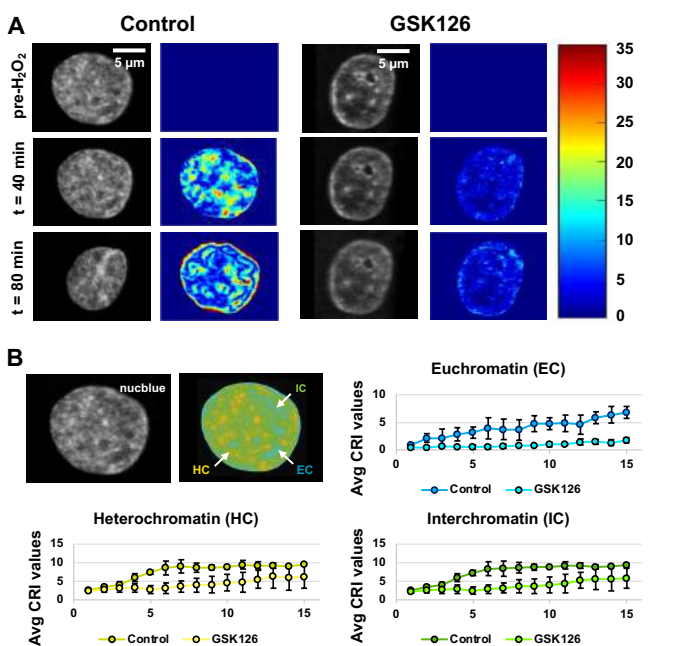 A
Control
GSK126
pre-H₂O₂
5 μm
5 μm
t = 40 min
t = 80 min
35
30
25
20
15
10
5
0
B
nucblue
IC
HC
EC
Euchromatin (EC)
Avg CRI values
10
5
0
0 5 10 15
Control GSK126
Heterochromatin (HC)
Avg CRI values
15
10
5
0
0 5 10 15
Control GSK126
Interchromatin (IC)
Avg CRI values
15
10
5
0
0 5 10 15
Control GSK126